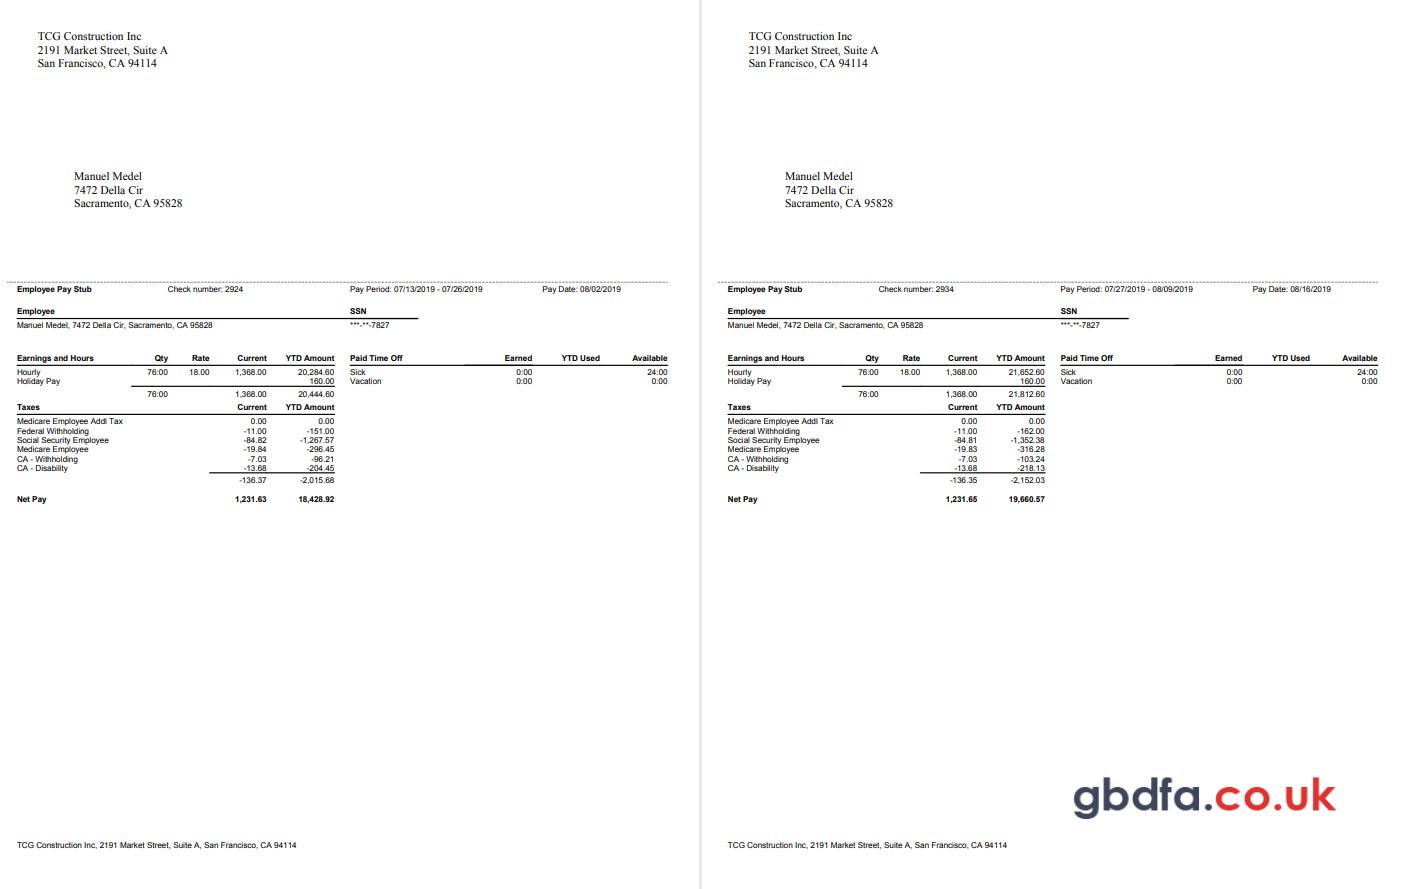 TCG Construction Inc
2191 Market Street, Suite A
San Francisco, CA 94114
Manuel Medel
7472 Della Cir
Sacramento, CA 95828
Employee Pay Stub Check number: 2924 Pay Period: 07/13/2019 - 07/26/2019 Pay Date: 08/02/2019
Employee SSN
Manuel Medel, 7472 Della Cir, Sacramento, CA 95828 ***-**-7827
Earnings and Hours Qty Rate Current YTD Amount Paid Time Off Earned YTD Used Available
Hourly 76:00 18.00 1,368.00 20,284.60 Sick 0:00 24:00
Holiday Pay 160.00 Vacation 0:00 0:00
76:00 1,368.00 20,444.60
Taxes Current YTD Amount
Medicare Employee Addl Tax 0.00 0.00
Federal Withholding -11.00 -151.00
Social Security Employee -84.82 -1,267.57
Medicare Employee -19.84 -296.45
CA - Withholding -7.03 -96.21
CA - Disability -13.68 -204.45
-136.37 -2,015.68
Net Pay 1,231.63 18,428.92
TCG Construction Inc, 2191 Market Street, Suite A, San Francisco, CA 94114
TCG Construction Inc
2191 Market Street, Suite A
San Francisco, CA 94114
Manuel Medel
7472 Della Cir
Sacramento, CA 95828
Employee Pay Stub Check number: 2934 Pay Period: 07/27/2019 - 08/09/2019 Pay Date: 08/16/2019
Employee SSN
Manuel Medel, 7472 Della Cir, Sacramento, CA 95828 ***-**-7827
Earnings and Hours Qty Rate Current YTD Amount Paid Time Off Earned YTD Used Available
Hourly 76:00 18.00 1,368.00 21,652.60 Sick 0:00 24:00
Holiday Pay 160.00 Vacation 0:00 0:00
76:00 1,368.00 21,812.60
Taxes Current YTD Amount
Medicare Employee Addl Tax 0.00 0.00
Federal Withholding -11.00 -162.00
Social Security Employee -84.81 -1,352.38
Medicare Employee -19.83 -316.28
CA - Withholding -7.03 -103.24
CA - Disability -13.68 -218.13
-136.35 -2,152.03
Net Pay 1,231.65 19,660.57
gbdfa.co.uk
TCG Construction Inc, 2191 Market Street, Suite A, San Francisco, CA 94114